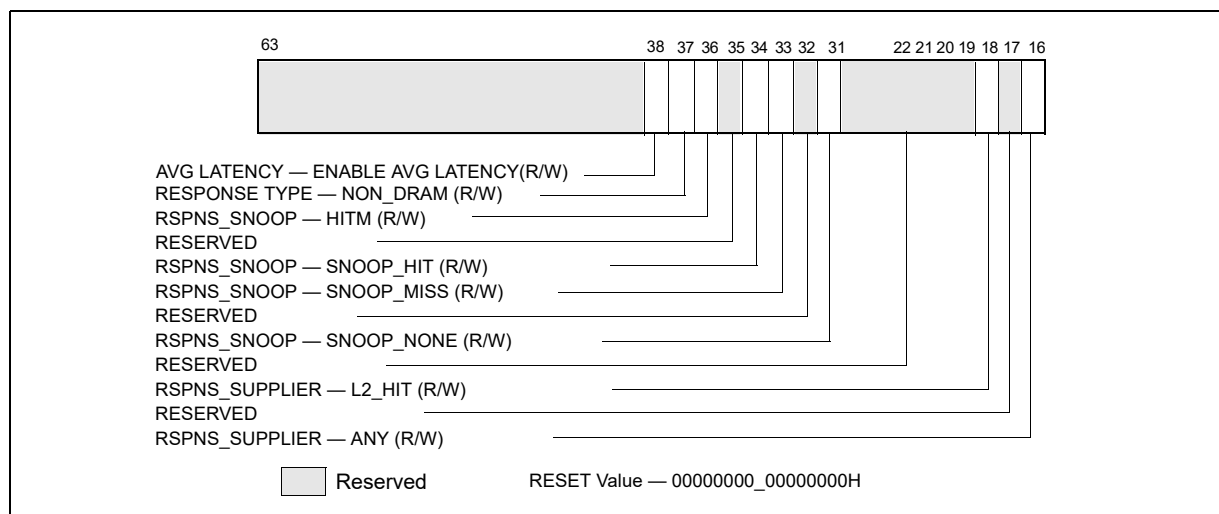 63 38 37 36 35 34 33 32 31 22 21 20 19 18 17 16
AVG LATENCY — ENABLE AVG LATENCY(R/W)
RESPONSE TYPE — NON_DRAM (R/W)
RSPNS_SNOOP — HITM (R/W)
RESERVED
RSPNS_SNOOP — SNOOP_HIT (R/W)
RSPNS_SNOOP — SNOOP_MISS (R/W)
RESERVED
RSPNS_SNOOP — SNOOP_NONE (R/W)
RESERVED
RSPNS_SUPPLIER — L2_HIT (R/W)
RESERVED
RSPNS_SUPPLIER — ANY (R/W)
Reserved RESET Value — 00000000_00000000H